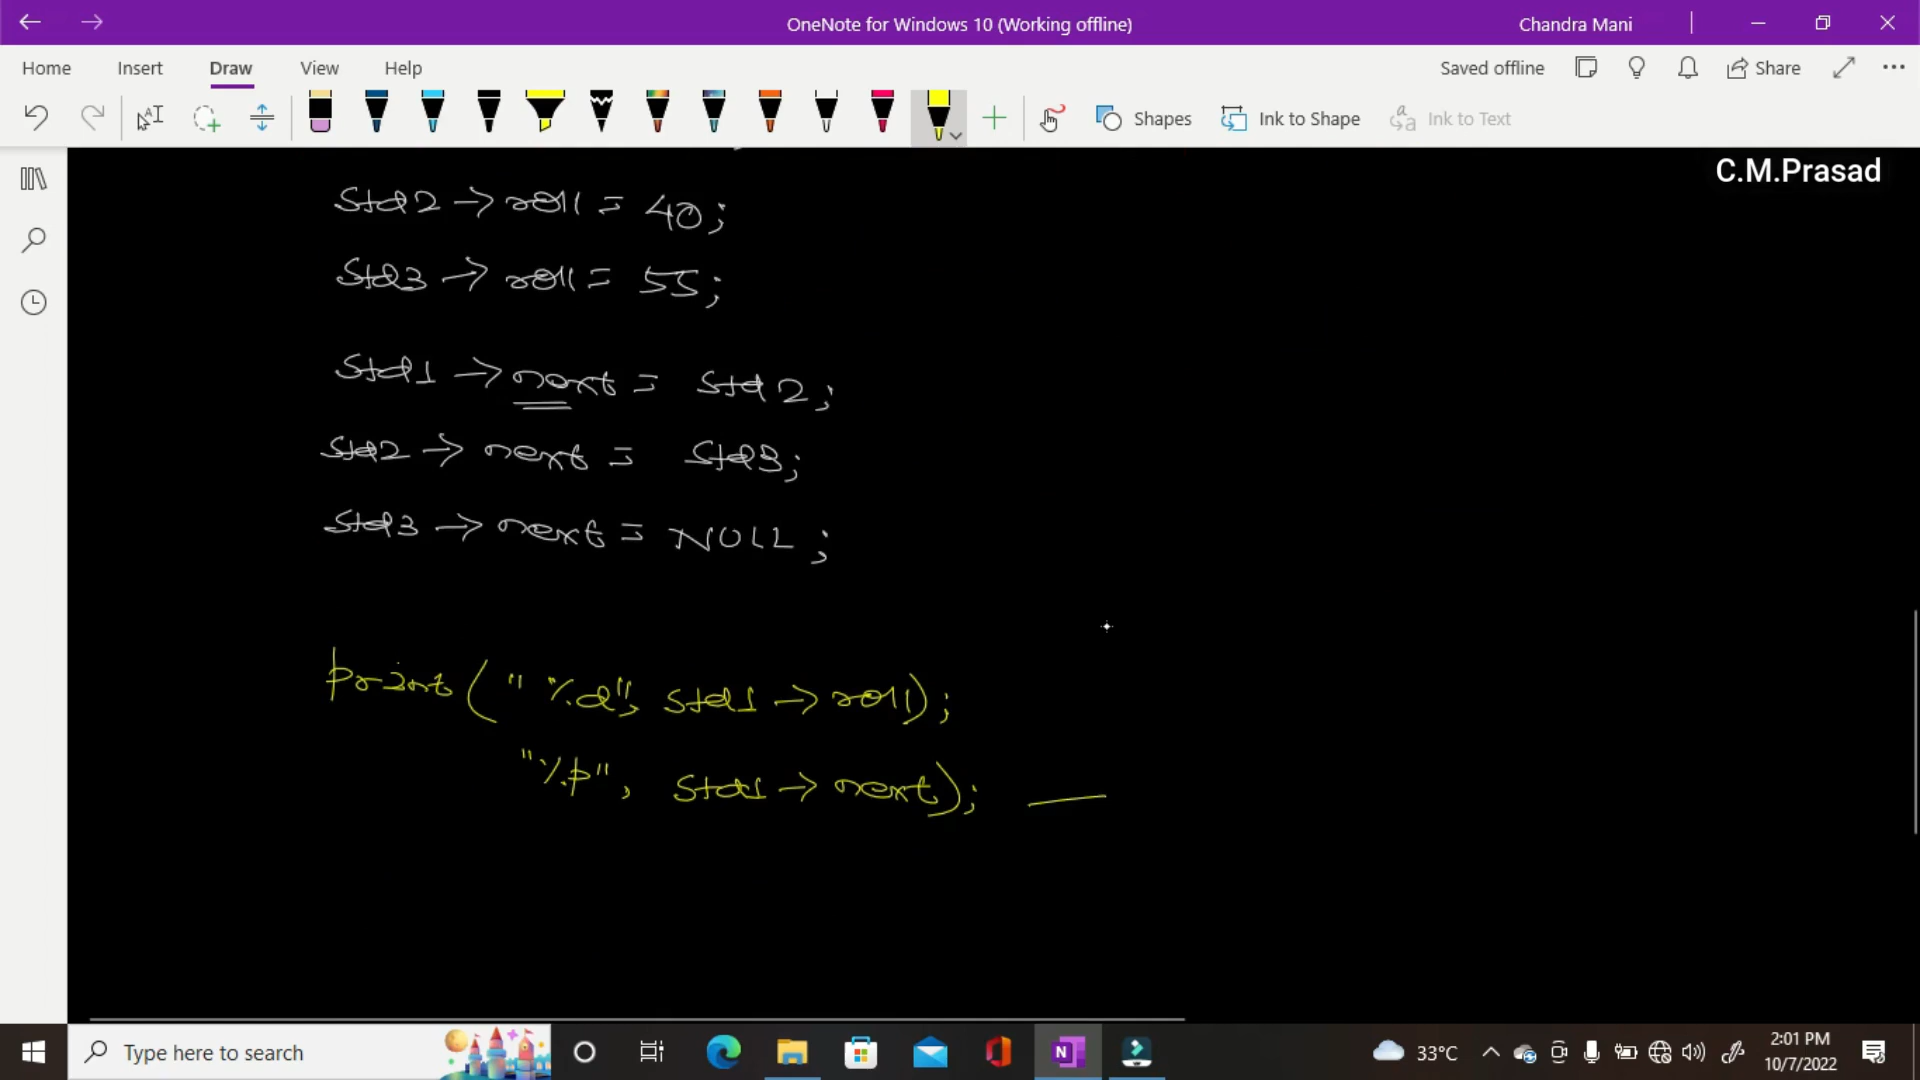 OneNote for Windows 10 (Working offline)
Chandra Mani
Home Insert Draw View Help
Saved offline
Share
Shapes
Ink to Shape
Ink to Text
C.M.Prasad
Std2 -> roll = 40;
Std3 -> roll = 55;
Std1 -> next = Std2;
Std2 -> next = Std3;
Std3 -> next = NULL;
print("%d", Std1 -> roll);
"%p", Std1 -> next);
Type here to search
33°C
2:01 PM
10/7/2022